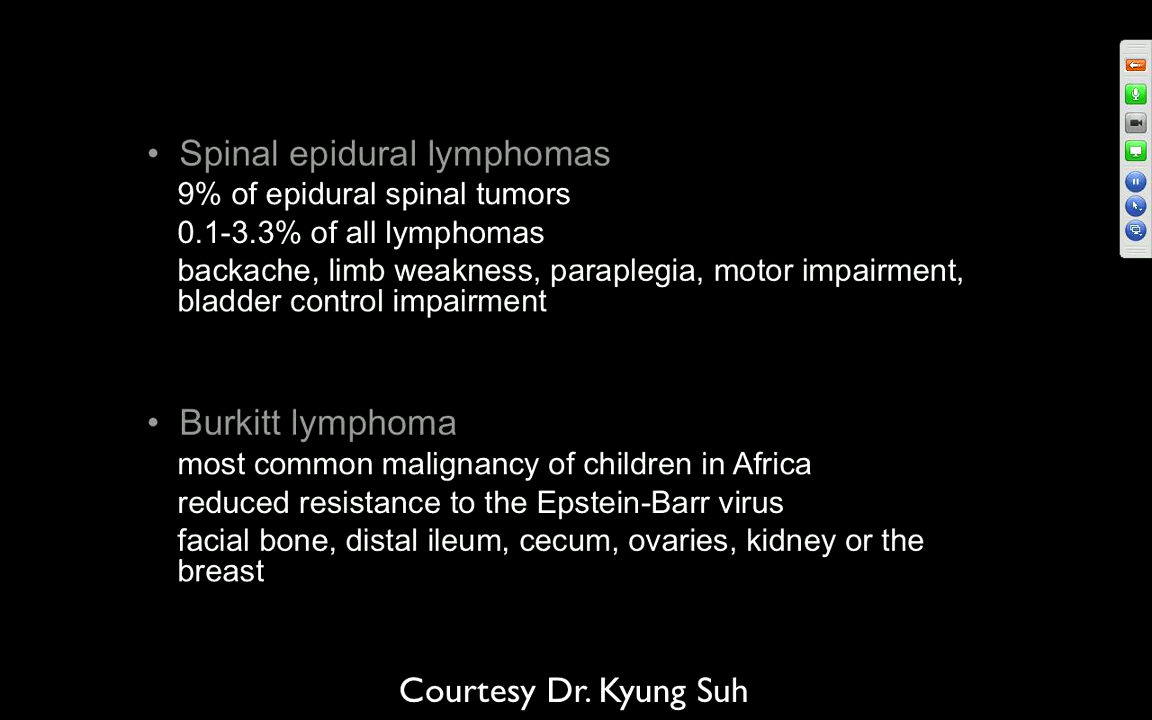 • Spinal epidural lymphomas
9% of epidural spinal tumors
0.1-3.3% of all lymphomas
backache, limb weakness, paraplegia, motor impairment,
bladder control impairment
• Burkitt lymphoma
most common malignancy of children in Africa
reduced resistance to the Epstein-Barr virus
facial bone, distal ileum, cecum, ovaries, kidney or the
breast
Courtesy Dr. Kyung Suh